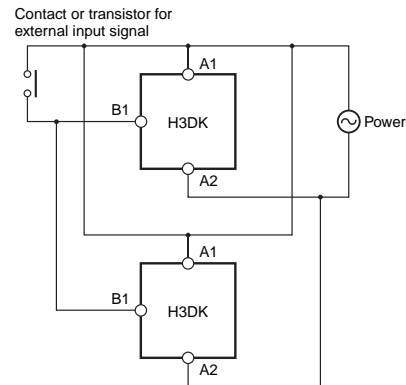 Contact or transistor for
external input signal
A1
B1
H3DK
Power
A2
A1
B1
H3DK
A2